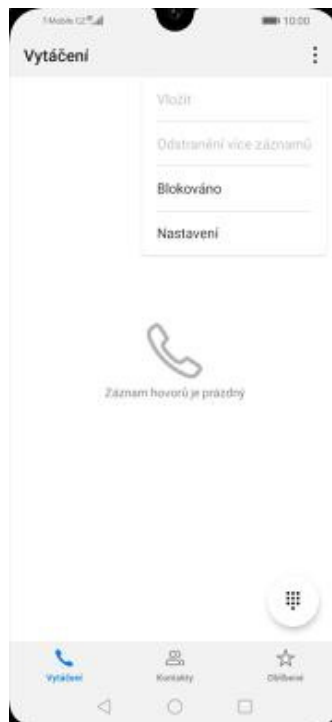 T-Mobile CZ
10:00
Vytáčení
Vložit
Odstranění více záznamů
Blokováno
Nastavení
Záznam hovorů je prázdný
Vytáčení
Kontakty
Oblíbené